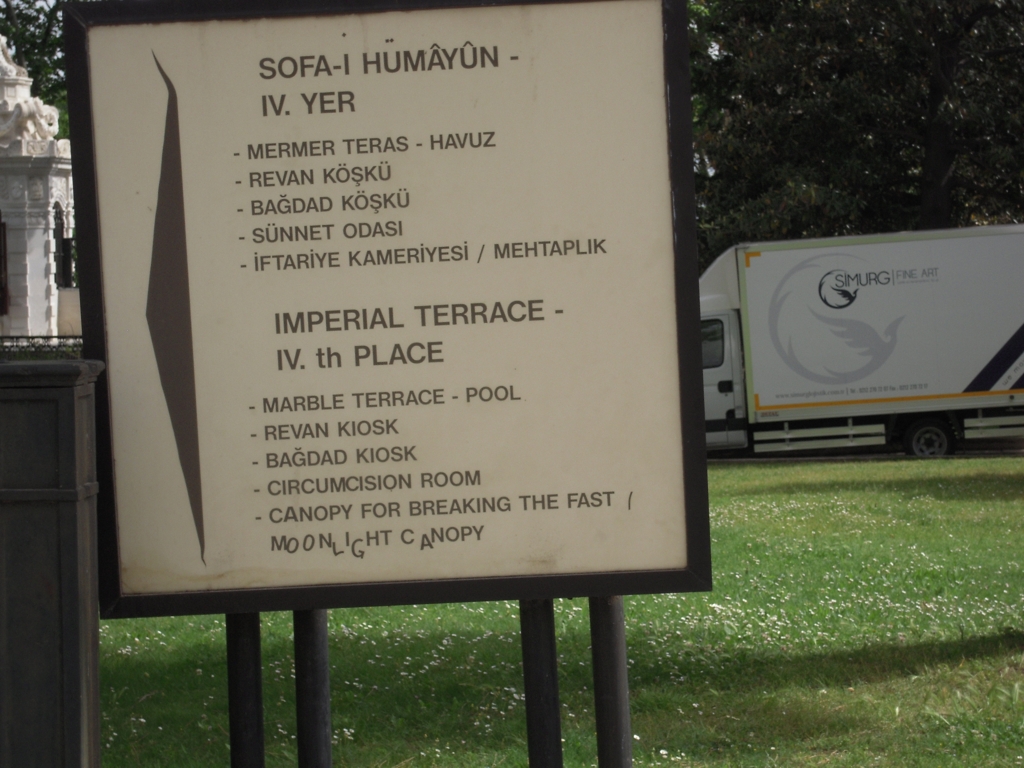 SOFA-İ HÜMÂYÛN -
IV. YER
- MERMER TERAS - HAVUZ
- REVAN KÖŞKÜ
- BAĞDAD KÖŞKÜ
- SÜNNET ODASI
- İFTARİYE KAMERİYESİ / MEHTAPLIK
IMPERIAL TERRACE -
IV. th PLACE
- MARBLE TERRACE - POOL
- REVAN KIOSK
- BAĞDAD KIOSK
- CIRCUMCISION ROOM
- CANOPY FOR BREAKING THE FAST /
MOONLIGHT CANOPY
SİMURG | FINE ART